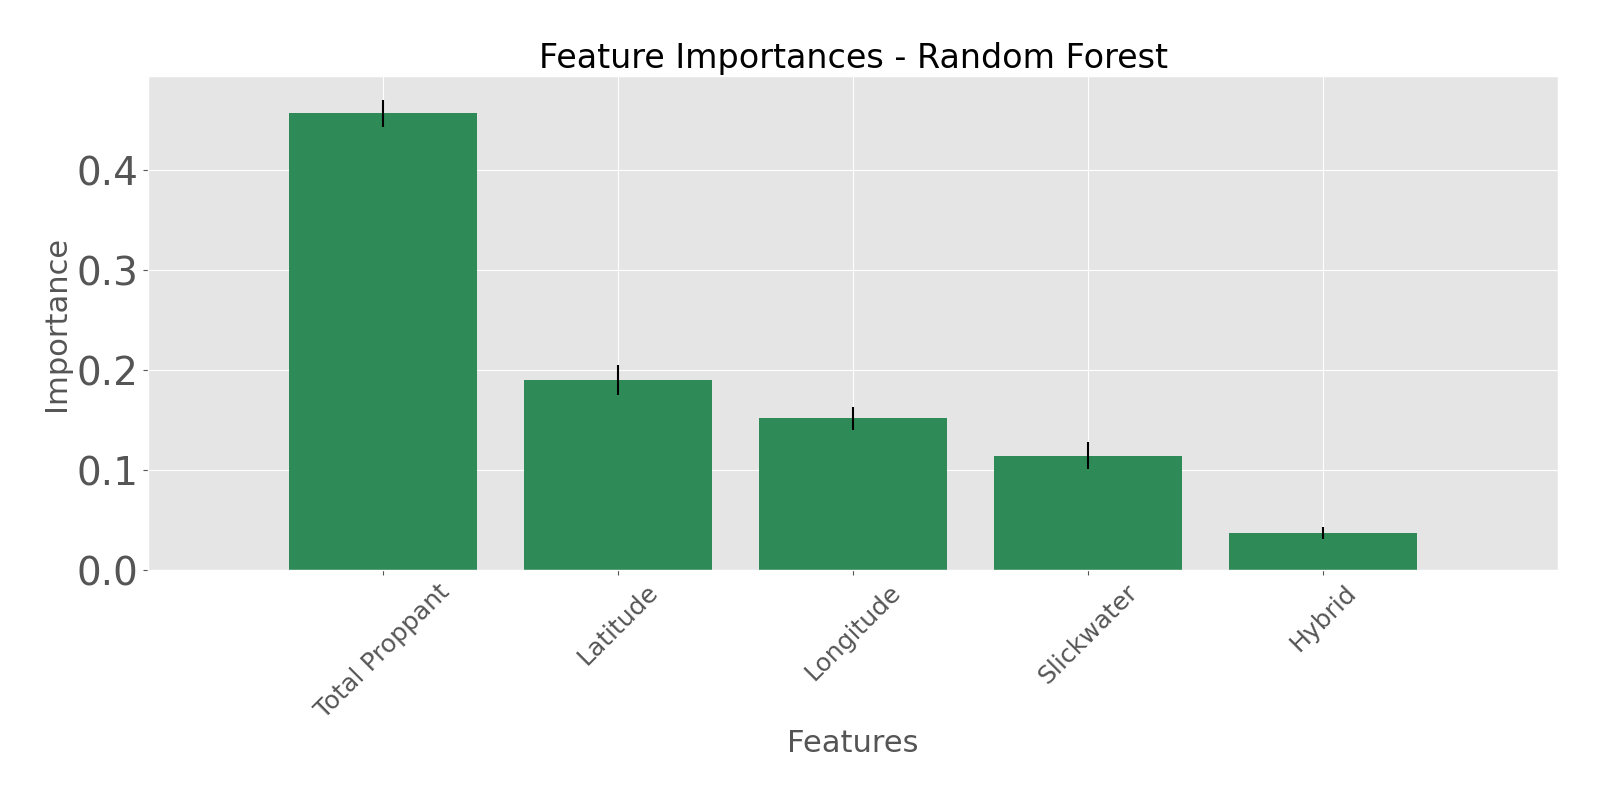 Feature Importances - Random Forest
Importance
0.4
0.3
0.2
0.1
0.0
Total Proppant
Latitude
Longitude
Slickwater
Hybrid
Features